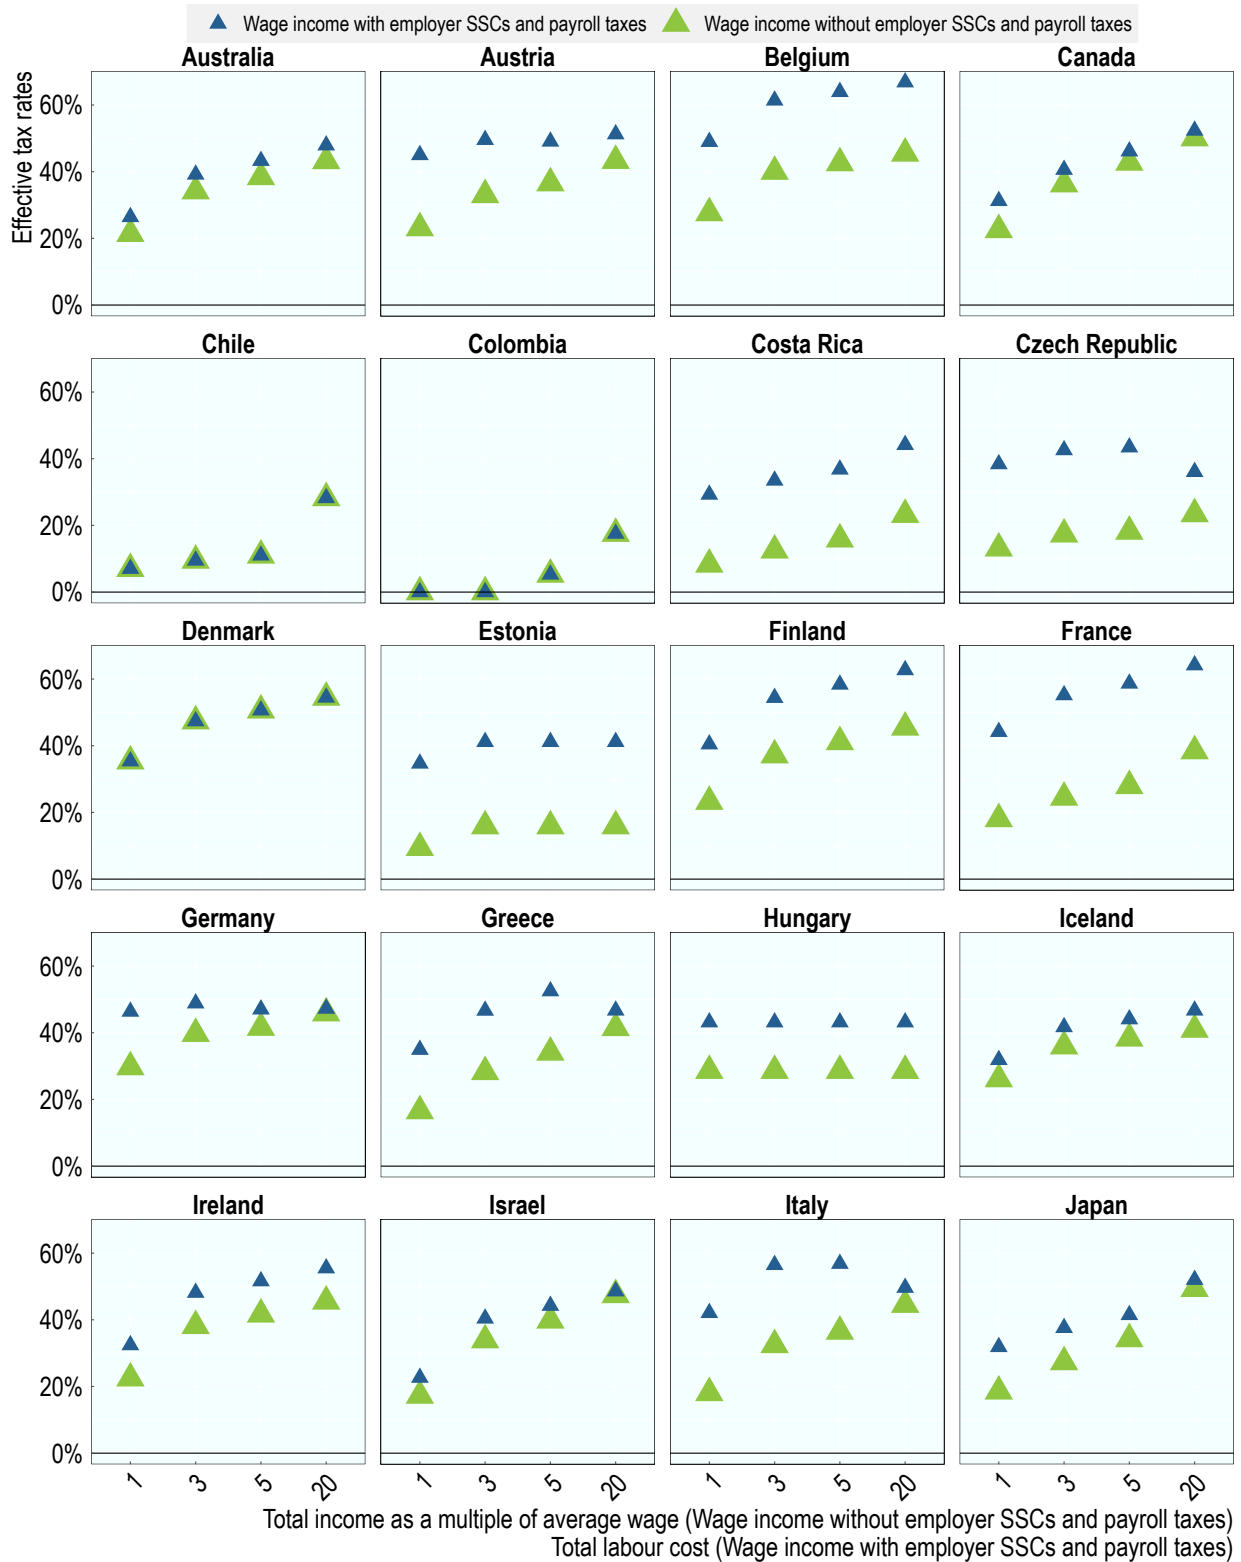 Wage income with employer SSCs and payroll taxes Wage income without employer SSCs and payroll taxes
Australia Austria Belgium Canada
Effective tax rates
60%
40%
20%
0%
Chile Colombia Costa Rica Czech Republic
60%
40%
20%
0%
Denmark Estonia Finland France
60%
40%
20%
0%
Germany Greece Hungary Iceland
60%
40%
20%
0%
Ireland Israel Italy Japan
60%
40%
20%
0%
1 3 5 20 1 3 5 20 1 3 5 20 1 3 5 20
Total income as a multiple of average wage (Wage income without employer SSCs and payroll taxes)
Total labour cost (Wage income with employer SSCs and payroll taxes)